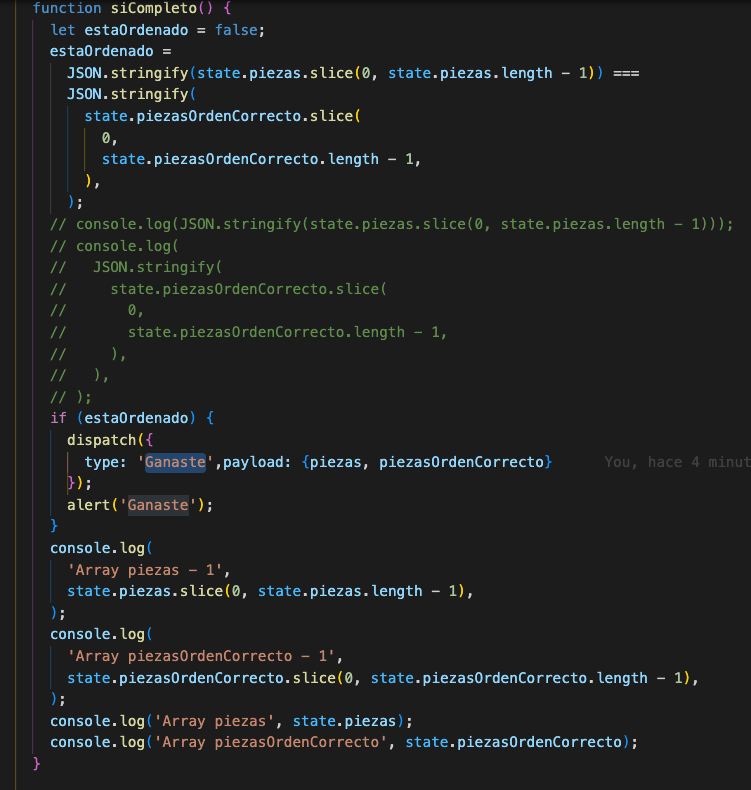 function siCompleto() {
let estaOrdenado = false;
estaOrdenado =
JSON.stringify(state.piezas.slice(0, state.piezas.length - 1)) ===
JSON.stringify(
state.piezasOrdenCorrecto.slice(
0,
state.piezasOrdenCorrecto.length - 1,
),
);
// console.log(JSON.stringify(state.piezas.slice(0, state.piezas.length - 1)));
// console.log(
//   JSON.stringify(
//     state.piezasOrdenCorrecto.slice(
//       0,
//       state.piezasOrdenCorrecto.length - 1,
//     ),
//   ),
// );
if (estaOrdenado) {
dispatch({
type: 'Ganaste',payload: {piezas, piezasOrdenCorrecto} You, hace 4 minut
});
alert('Ganaste');
}
console.log(
'Array piezas - 1',
state.piezas.slice(0, state.piezas.length - 1),
);
console.log(
'Array piezasOrdenCorrecto - 1',
state.piezasOrdenCorrecto.slice(0, state.piezasOrdenCorrecto.length - 1),
);
console.log('Array piezas', state.piezas);
console.log('Array piezasOrdenCorrecto', state.piezasOrdenCorrecto);
}